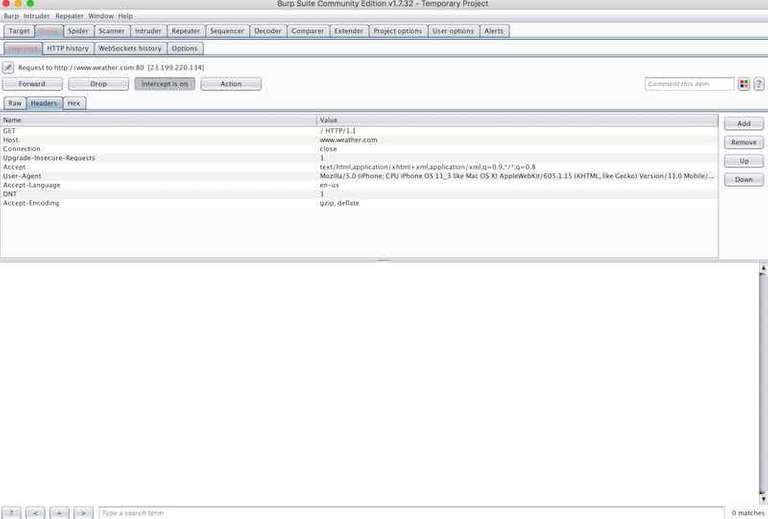 Burp Suite Community Edition v1.7.32 - Temporary Project
Burp Intruder Repeater Window Help
Target Proxy Spider Scanner Intruder Repeater Sequencer Decoder Comparer Extender Project options User options Alerts
Intercept HTTP history WebSockets history Options
Request to http://www.weather.com:80 [23.199.220.134]
Forward Drop Intercept is on Action Comment this item ?
Raw Headers Hex
Name Value
GET / HTTP/1.1
Host www.weather.com
Connection close
Upgrade-Insecure-Requests 1
Accept text/html,application/xhtml+xml,application/xml;q=0.9,*/*;q=0.8
User-Agent Mozilla/5.0 (iPhone; CPU iPhone OS 11_3 like Mac OS X) AppleWebKit/605.1.15 (KHTML, like Gecko) Version/11.0 Mobile/...
Accept-Language en-us
DNT 1
Accept-Encoding gzip, deflate
Add
Remove
Up
Down
? < + > Type a search term 0 matches